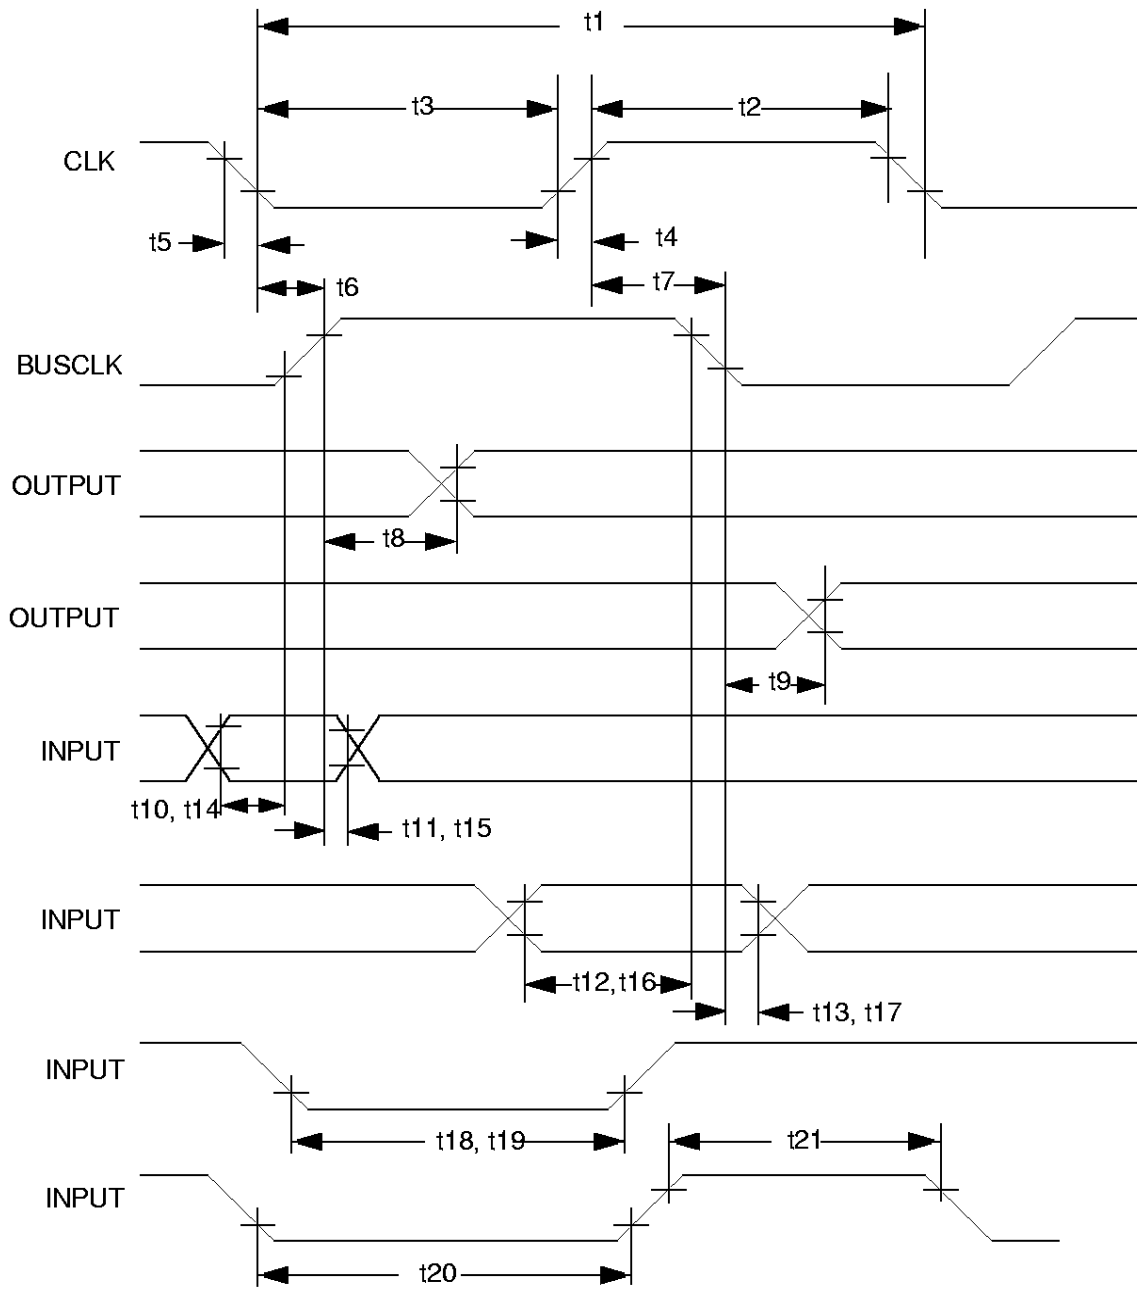 t1
t3
t2
CLK
t5
t4
t6
t7
BUSCLK
OUTPUT
t8
OUTPUT
t9
INPUT
t10, t14
t11, t15
INPUT
t12,t16
t13, t17
INPUT
t18, t19
t21
INPUT
t20